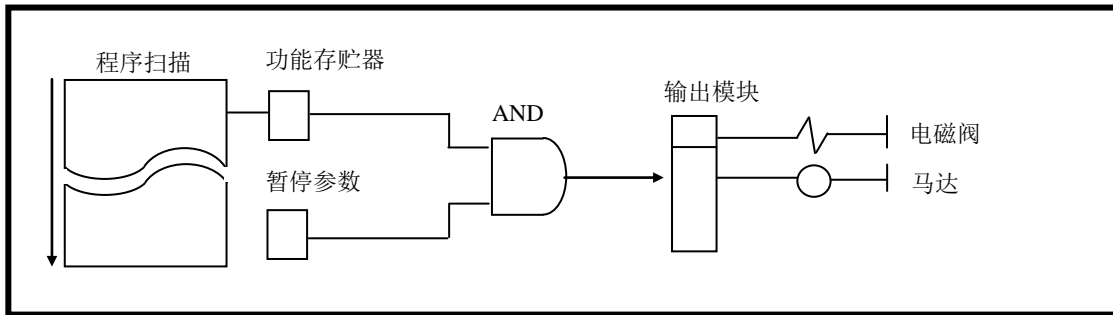 程序扫描
功能存贮器
AND
输出模块
电磁阀
暂停参数
马达